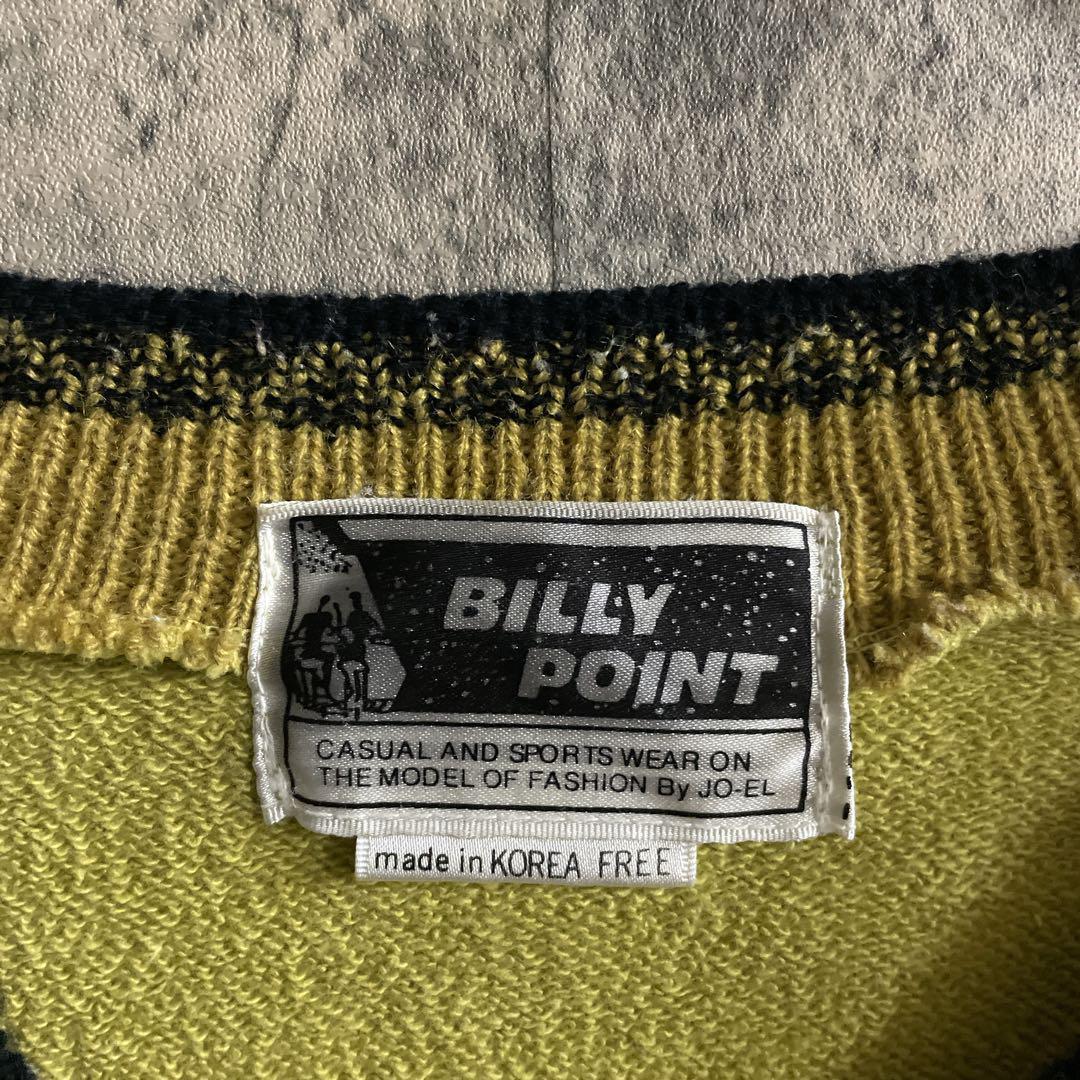 BILLY
POINT
CASUAL AND SPORTS WEAR ON
THE MODEL OF FASHION By JO-EL
made in KOREA FREE